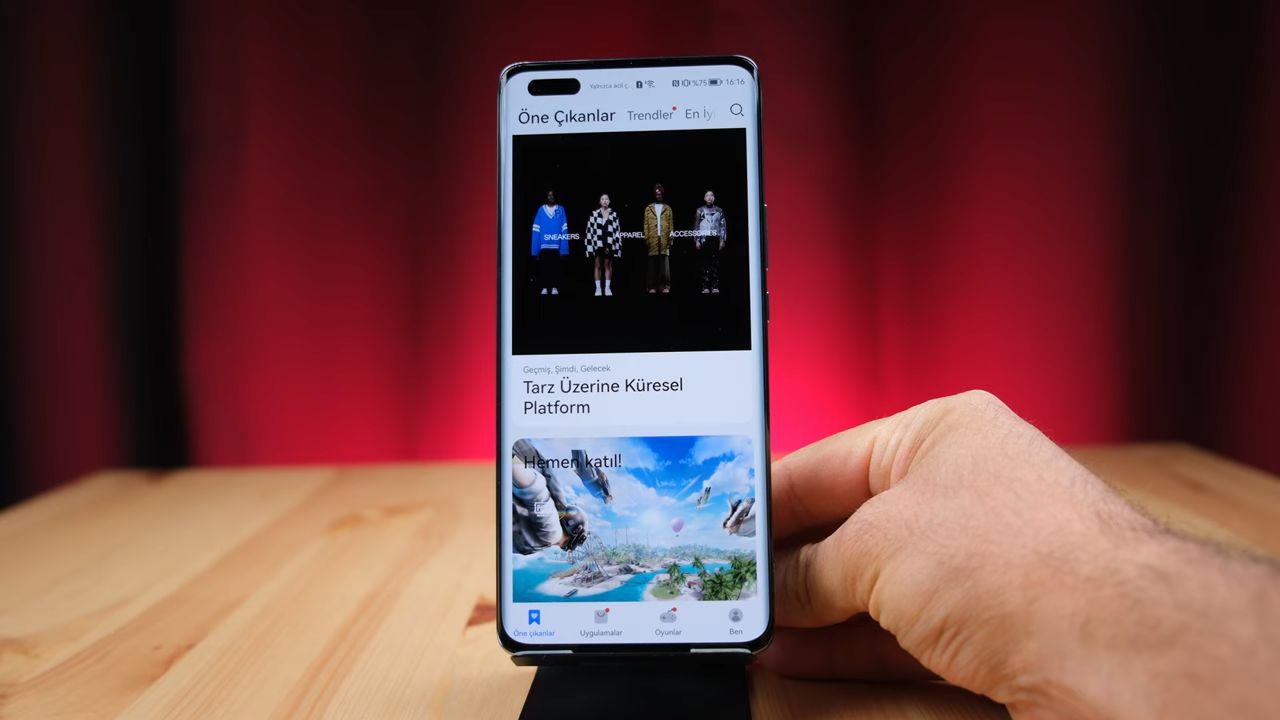 Yalnızca acil ç %75 16:16
Öne Çıkanlar Trendler En İyi
SNEAKERS APPAREL ACCESSORIES
Geçmiş, Şimdi, Gelecek
Tarz Üzerine Küresel
Platform
Hemen katıl!
Öne çıkanlar Uygulamalar Oyunlar Ben